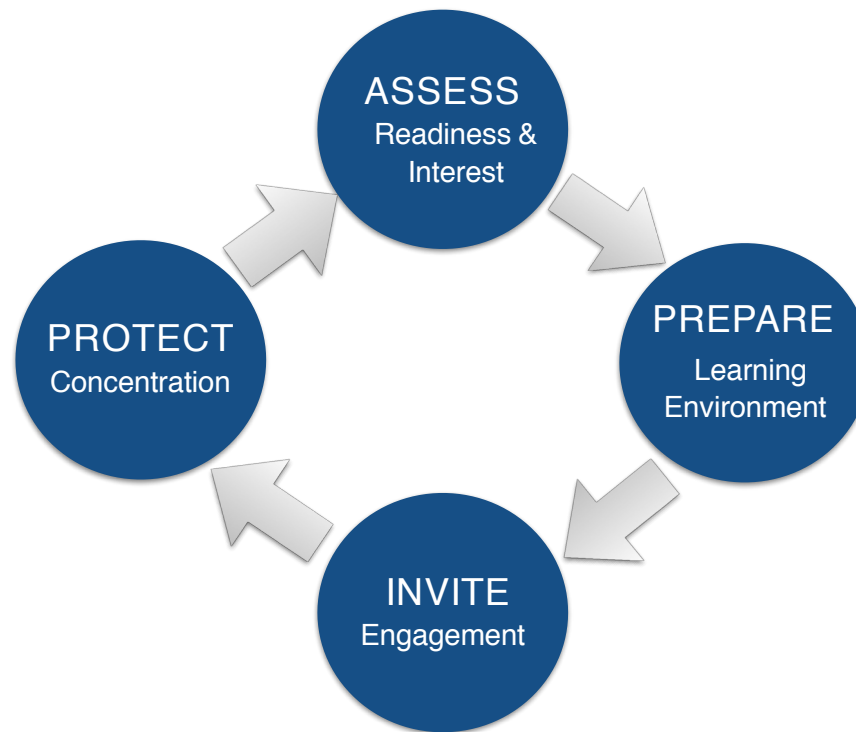 ASSESS
Readiness &
Interest
PREPARE
Learning
Environment
INVITE
Engagement
PROTECT
Concentration